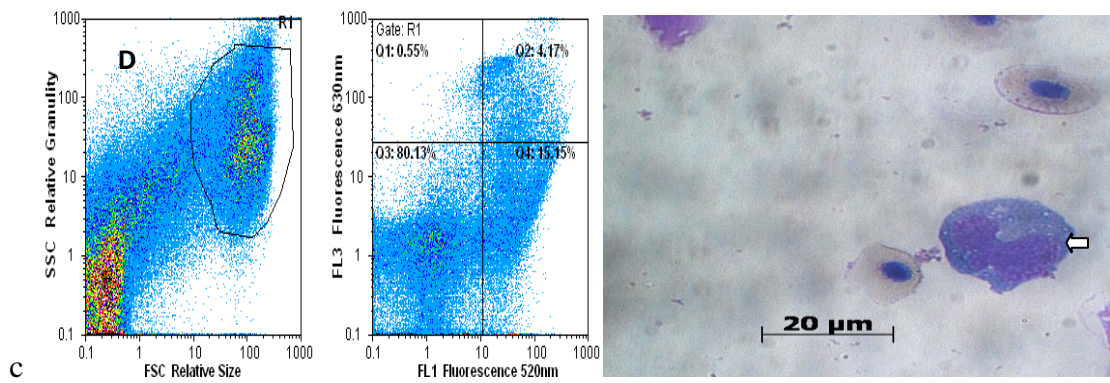 c
D
R1
1000
100
10
1
0.1
SSC Relative Granulity
0.1 1 10 100 1000
FSC Relative Size
Gate: R1
Q1: 0.55%
Q2: 4.17%
Q3: 80.13%
Q4: 15.15%
1000
100
10
1
0.1
FL3 Fluorescence 630nm
0.1 1 10 100 1000
FL1 Fluorescence 520nm
20 µm